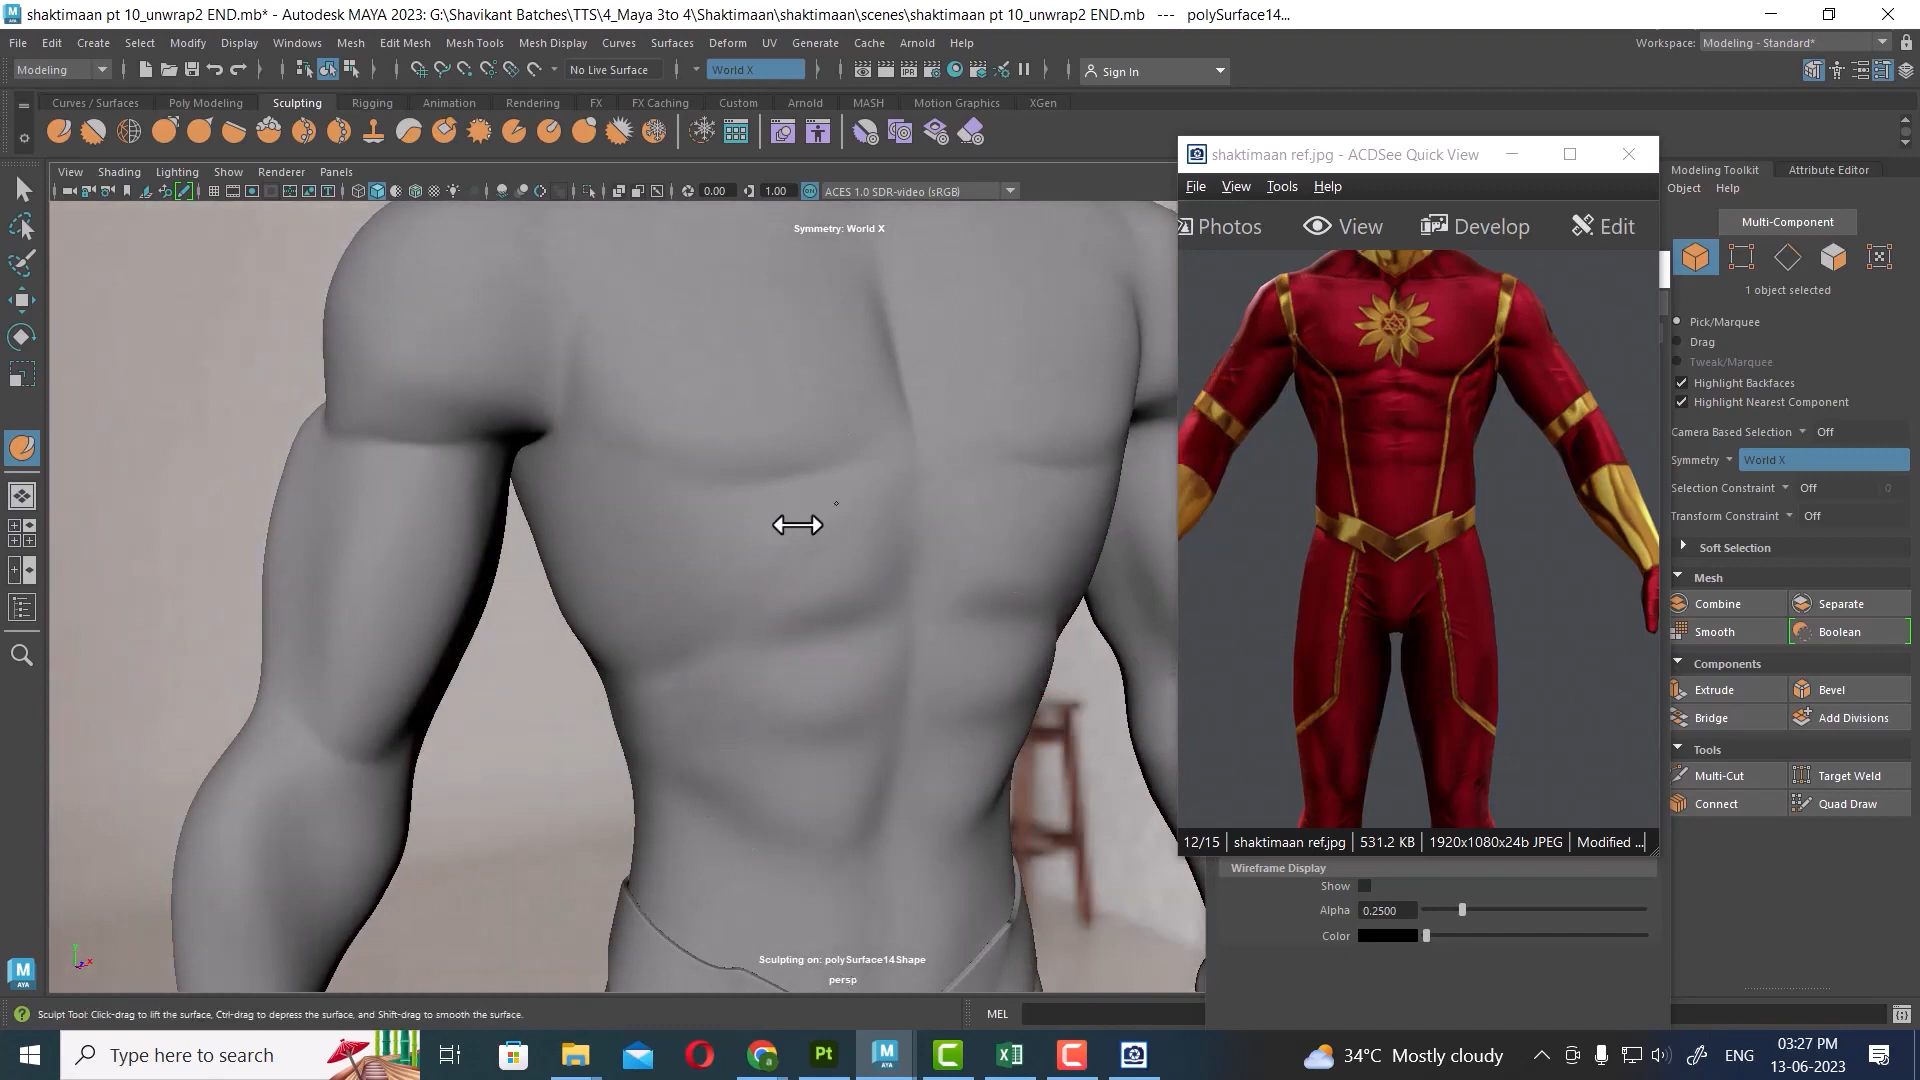 shaktimaan pt 10_unwrap2 END.mb* - Autodesk MAYA 2023: G:\Shavikant Batches\TTS\4_Maya 3to 4\Shaktimaan\shaktimaan\scenes\shaktimaan pt 10_unwrap2 END.mb --- polySurface14...
File Edit Create Select Modify Display Windows Mesh Edit Mesh Mesh Tools Mesh Display Curves Surfaces Deform UV Generate Cache Arnold Help
Workspace: Modeling - Standard*
Modeling
No Live Surface
World X
Sign In
Curves / Surfaces Poly Modeling Sculpting Rigging Animation Rendering FX FX Caching Custom Arnold MASH Motion Graphics XGen
View Shading Lighting Show Renderer Panels
0.00 1.00 ACES 1.0 SDR-video (sRGB)
Symmetry: World X
shaktimaan ref.jpg - ACDSee Quick View
File View Tools Help
Photos View Develop Edit
12/15 shaktimaan ref.jpg 531.2 KB 1920x1080x24b JPEG Modified ...
Modeling Toolkit Attribute Editor
Object Help
Multi-Component
1 object selected
Pick/Marquee
Drag
Tweak/Marquee
Highlight Backfaces
Highlight Nearest Component
Camera Based Selection Off
Symmetry World X
Selection Constraint Off 0
Transform Constraint Off
Soft Selection
Mesh
Combine Separate
Smooth Boolean
Components
Extrude Bevel
Bridge Add Divisions
Tools
Multi-Cut Target Weld
Connect Quad Draw
Wireframe Display
Show
Alpha 0.2500
Color
Sculpting on: polySurface14Shape
persp
Sculpt Tool: Click-drag to lift the surface, Ctrl-drag to depress the surface, and Shift-drag to smooth the surface.
MEL
Type here to search
34°C Mostly cloudy
ENG
03:27 PM
13-06-2023